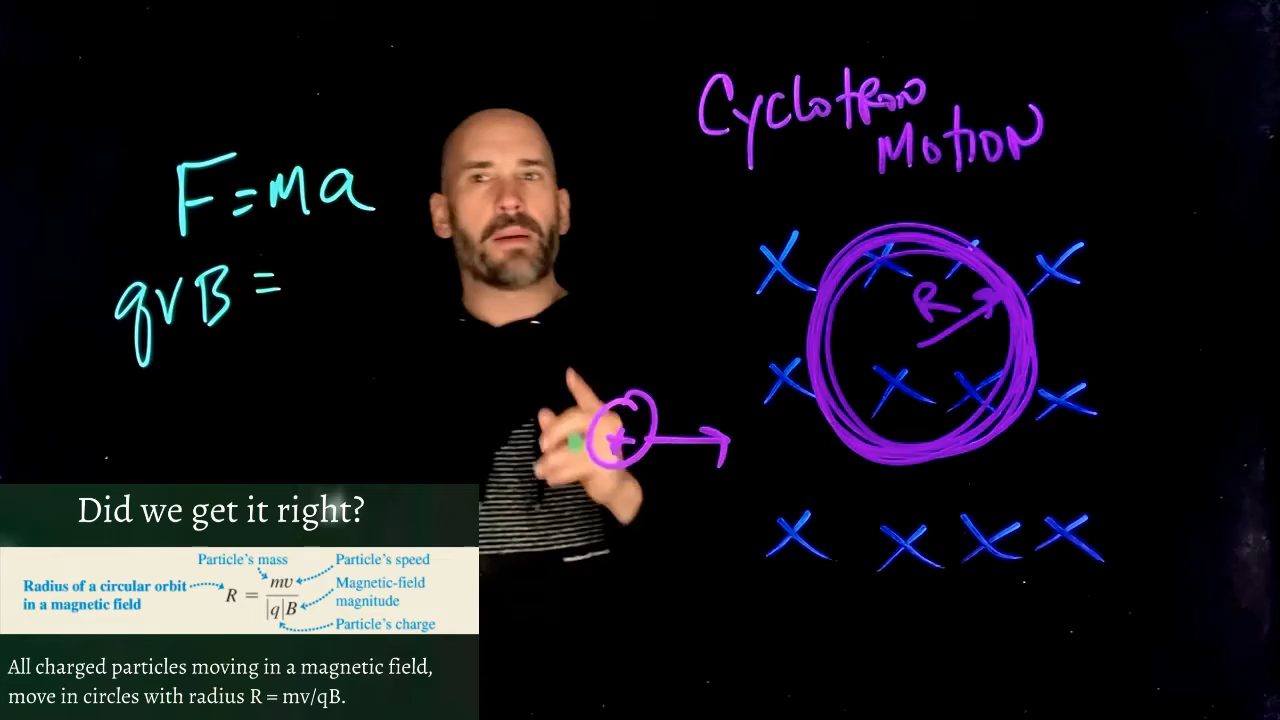 Cyclotron
Motion
F=ma
qvB =
R
+
X X X X
X X X X
X X X X
Did we get it right?
Particle's mass
Particle's speed
Radius of a circular orbit
in a magnetic field
R = mv/|q|B
Magnetic-field
magnitude
Particle's charge
All charged particles moving in a magnetic field,
move in circles with radius R = mv/qB.